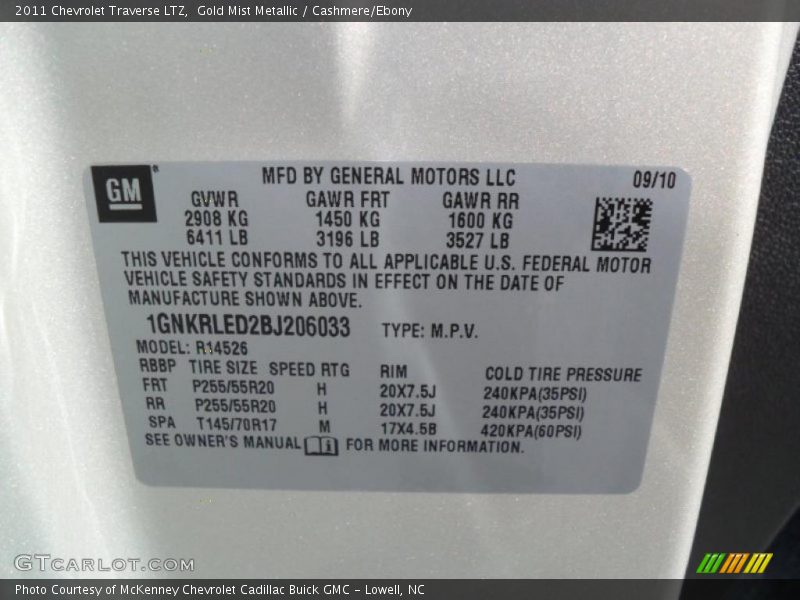 2011 Chevrolet Traverse LTZ, Gold Mist Metallic / Cashmere/Ebony
GM®
MFD BY GENERAL MOTORS LLC 09/10
GVWR GAWR FRT GAWR RR
2908 KG 1450 KG 1600 KG
6411 LB 3196 LB 3527 LB
THIS VEHICLE CONFORMS TO ALL APPLICABLE U.S. FEDERAL MOTOR
VEHICLE SAFETY STANDARDS IN EFFECT ON THE DATE OF
MANUFACTURE SHOWN ABOVE.
1GNKRLED2BJ206033 TYPE: M.P.V.
MODEL: R14526
RBBP TIRE SIZE SPEED RTG RIM COLD TIRE PRESSURE
FRT P255/55R20 H 20X7.5J 240KPA(35PSI)
RR P255/55R20 H 20X7.5J 240KPA(35PSI)
SPA T145/70R17 M 17X4.5B 420KPA(60PSI)
SEE OWNER'S MANUAL FOR MORE INFORMATION.
GTCARLOT.COM
Photo Courtesy of McKenney Chevrolet Cadillac Buick GMC - Lowell, NC